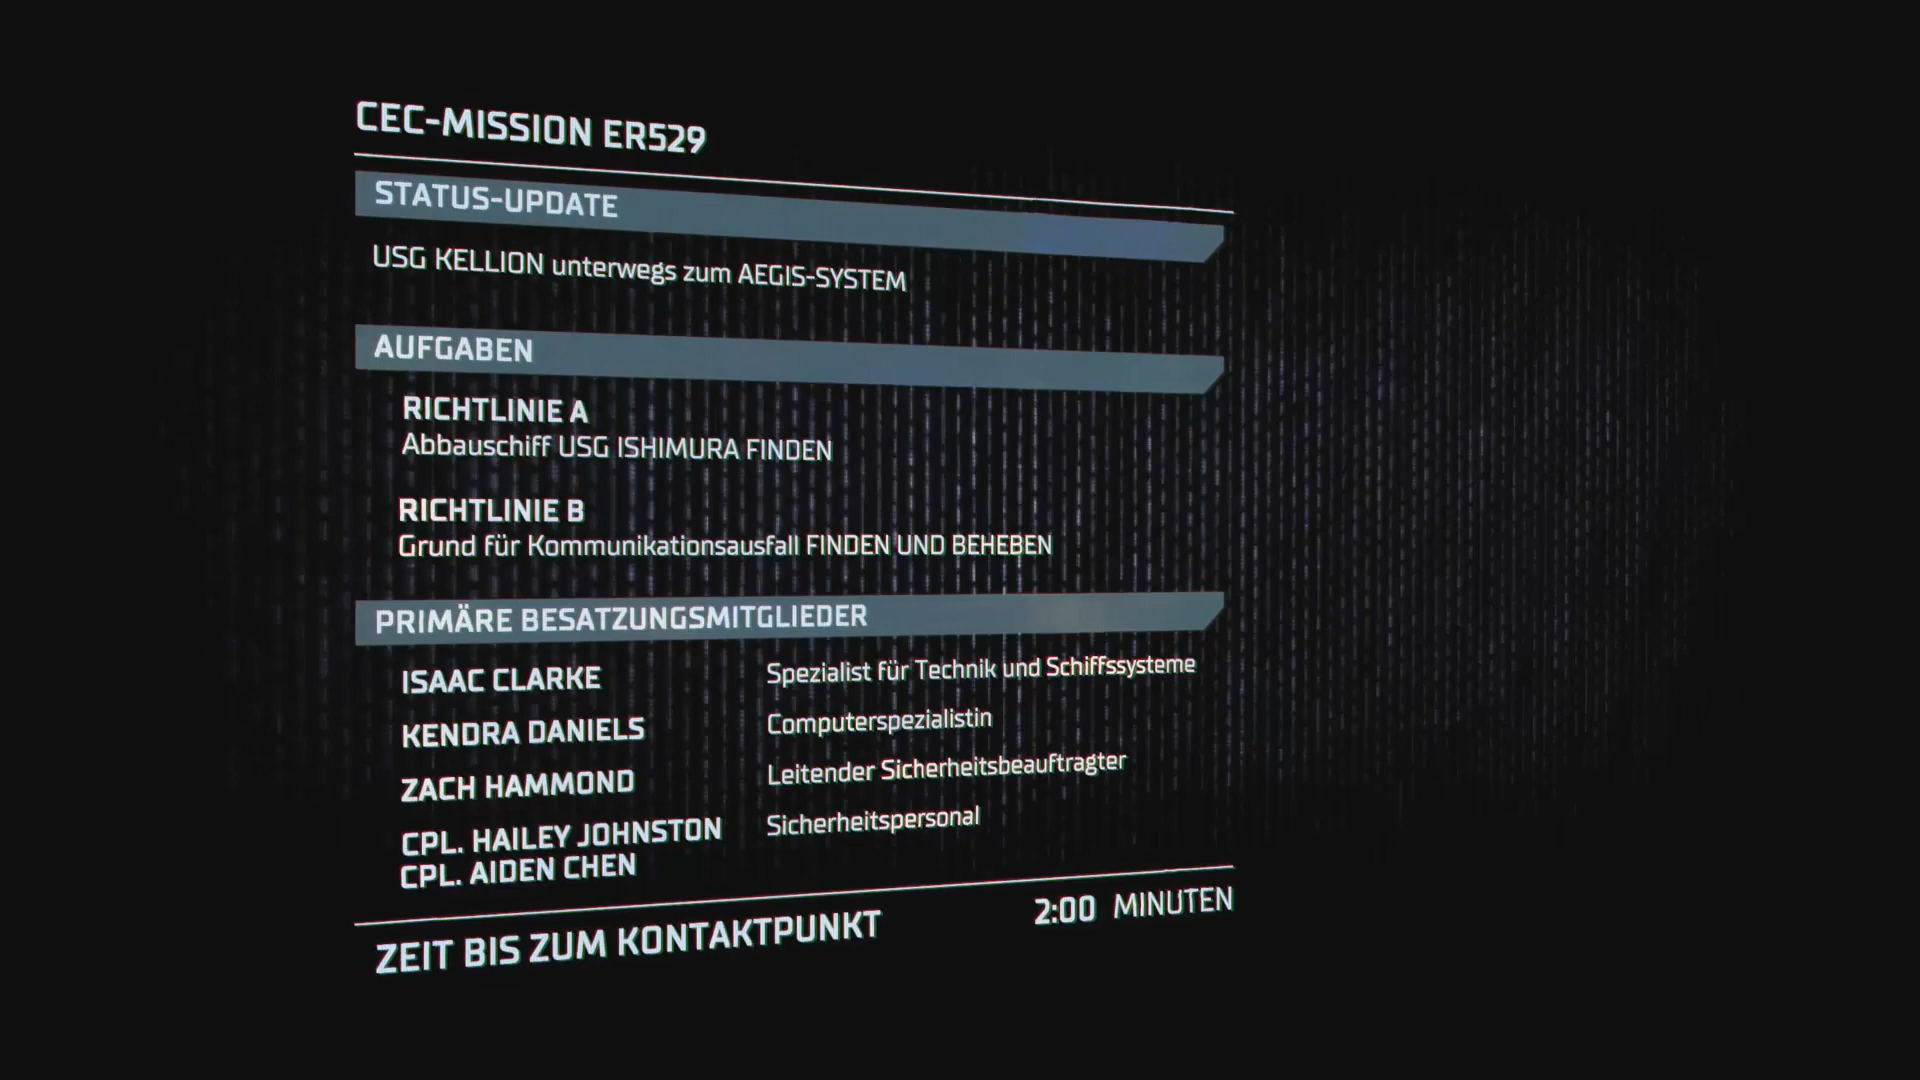 CEC-MISSION ER529
STATUS-UPDATE
USG KELLION unterwegs zum AEGIS-SYSTEM
AUFGABEN
RICHTLINIE A
Abbauschiff USG ISHIMURA FINDEN
RICHTLINIE B
Grund für Kommunikationsausfall FINDEN UND BEHEBEN
PRIMÄRE BESATZUNGSMITGLIEDER
ISAAC CLARKE Spezialist für Technik und Schiffssysteme
KENDRA DANIELS Computerspezialistin
ZACH HAMMOND Leitender Sicherheitsbeauftragter
CPL. HAILEY JOHNSTON Sicherheitspersonal
CPL. AIDEN CHEN
ZEIT BIS ZUM KONTAKTPUNKT 2:00 MINUTEN